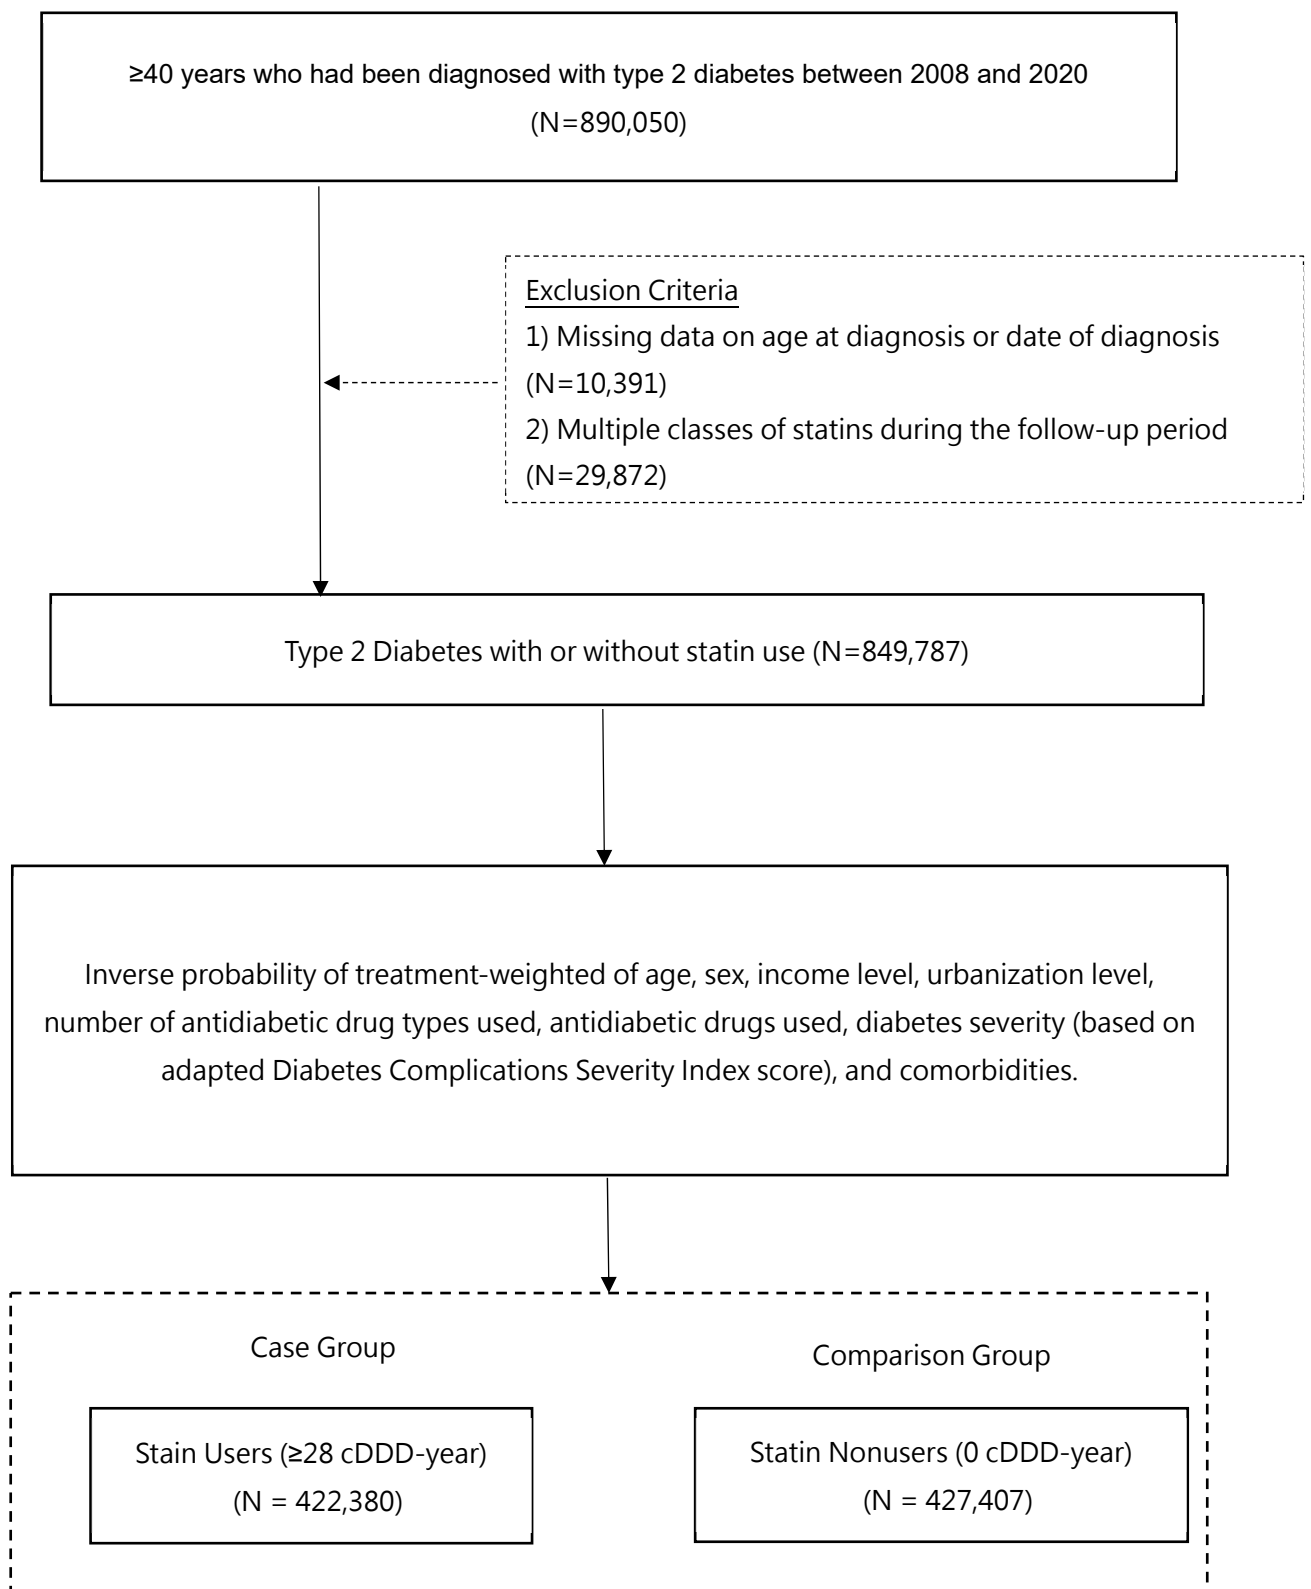 ≥40 years who had been diagnosed with type 2 diabetes between 2008 and 2020
(N=890,050)
Exclusion Criteria
1) Missing data on age at diagnosis or date of diagnosis
(N=10,391)
2) Multiple classes of statins during the follow-up period
(N=29,872)
Type 2 Diabetes with or without statin use (N=849,787)
Inverse probability of treatment-weighted of age, sex, income level, urbanization level,
number of antidiabetic drug types used, antidiabetic drugs used, diabetes severity (based on
adapted Diabetes Complications Severity Index score), and comorbidities.
Case Group
Stain Users (≥28 cDDD-year)
(N = 422,380)
Comparison Group
Statin Nonusers (0 cDDD-year)
(N = 427,407)